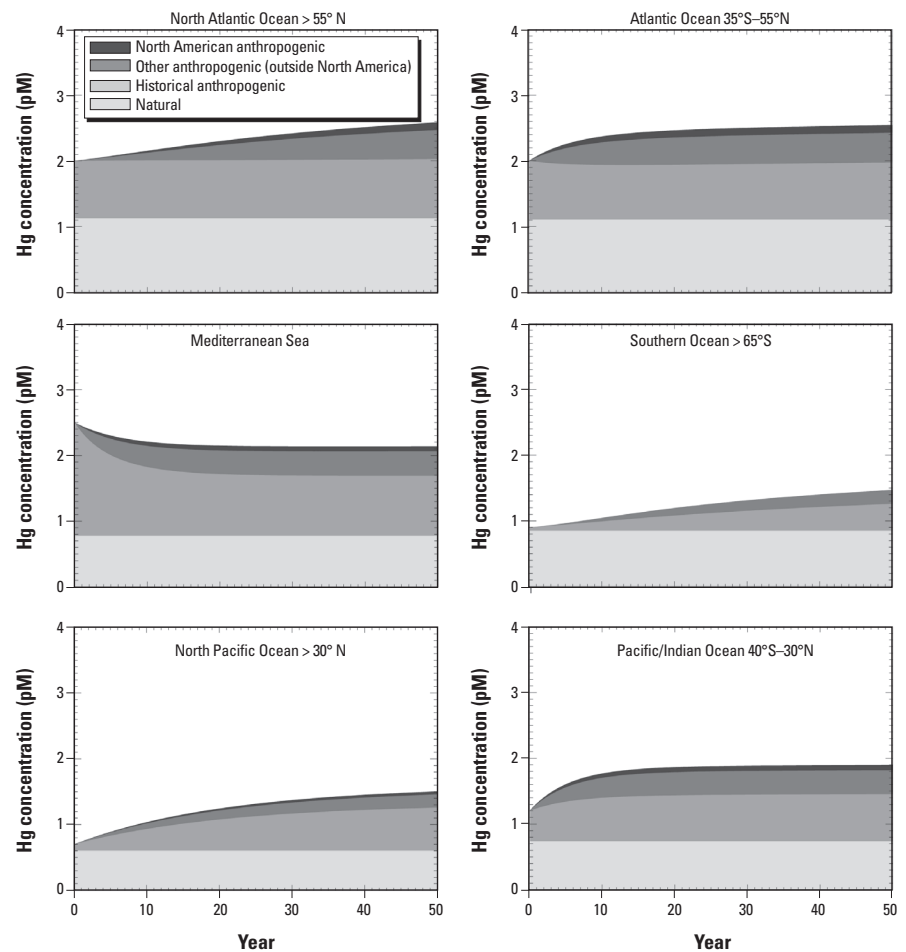 North Atlantic Ocean > 55° N
Hg concentration (pM)
4
3
2
1
0
North American anthropogenic
Other anthropogenic (outside North America)
Historical anthropogenic
Natural
Atlantic Ocean 35°S–55°N
Hg concentration (pM)
4
3
2
1
0
Mediterranean Sea
Hg concentration (pM)
4
3
2
1
0
Southern Ocean > 65°S
Hg concentration (pM)
4
3
2
1
0
North Pacific Ocean > 30° N
Hg concentration (pM)
4
3
2
1
0
0 10 20 30 40 50
Year
Pacific/Indian Ocean 40°S–30°N
Hg concentration (pM)
4
3
2
1
0
0 10 20 30 40 50
Year